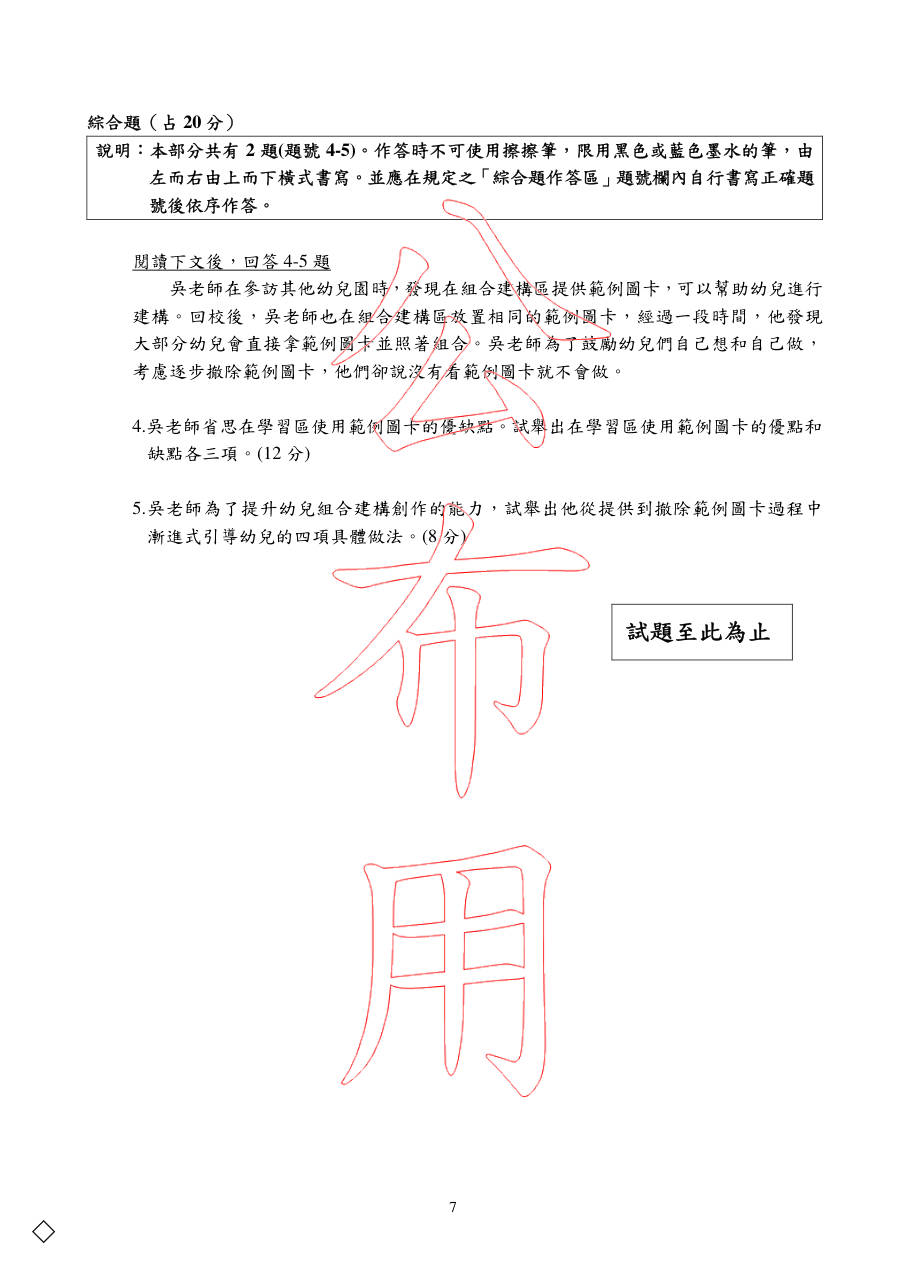 綜合題（占 20 分）
說明：本部分共有 2 題(題號 4-5)。作答時不可使用擦擦筆，限用黑色或藍色墨水的筆，由
左而右由上而下橫式書寫。並應在規定之「綜合題作答區」題號欄內自行書寫正確題
號後依序作答。
閱讀下文後，回答 4-5 題
吳老師在參訪其他幼兒園時，發現在組合建構區提供範例圖卡，可以幫助幼兒進行
建構。回校後，吳老師也在組合建構區放置相同的範例圖卡，經過一段時間，他發現
大部分幼兒會直接拿範例圖卡並照著組合。吳老師為了鼓勵幼兒們自己想和自己做，
考慮逐步撤除範例圖卡，他們卻說沒有看範例圖卡就不會做。
4.吳老師省思在學習區使用範例圖卡的優缺點。試舉出在學習區使用範例圖卡的優點和
缺點各三項。(12 分)
5.吳老師為了提升幼兒組合建構創作的能力，試舉出他從提供到撤除範例圖卡過程中
漸進式引導幼兒的四項具體做法。(8 分)
試題至此為止
公
布
用
7